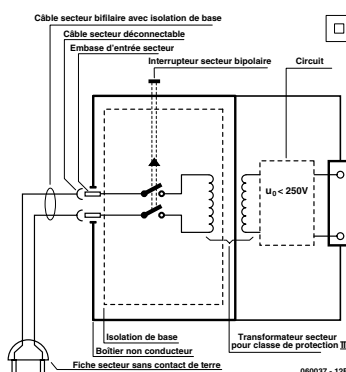 Câble secteur bifilaire avec isolation de base
Câble secteur déconnectable
Embase d'entrée secteur
Interrupteur secteur bipolaire
Circuit
u0 < 250V
Isolation de base
Boîtier non conducteur
Fiche secteur sans contact de terre
Transformateur secteur
pour classe de protection II